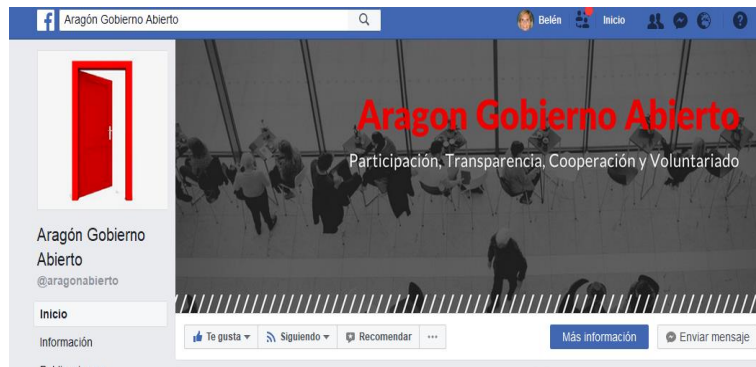 Aragón Gobierno Abierto
Belén
Inicio
Aragon Gobierno Abierto
Participación, Transparencia, Cooperación y Voluntariado
Aragón Gobierno
Abierto
@aragonabierto
Inicio
Información
Te gusta
Siguiendo
Recomendar
Más información
Enviar mensaje